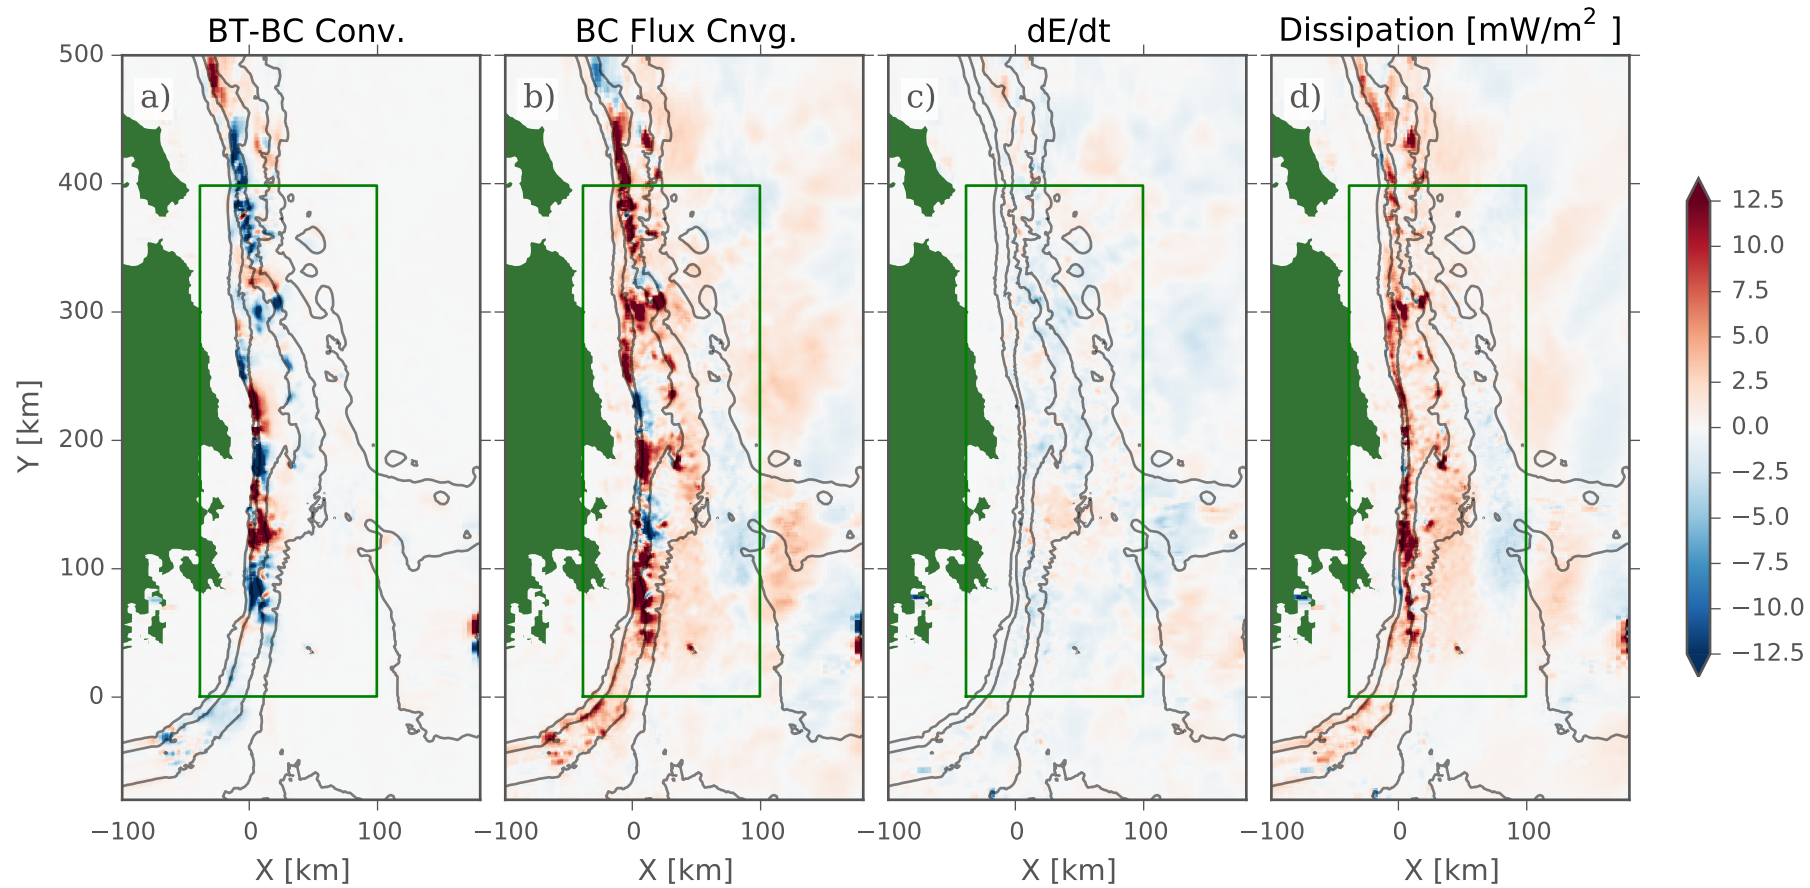 BT-BC Conv.
BC Flux Cnvg.
dE/dt
Dissipation [mW/m² ]
a)
b)
c)
d)
500
400
300
200
100
0
Y [km]
−100 0 100
−100 0 100
−100 0 100
−100 0 100
X [km]
X [km]
X [km]
X [km]
12.5
10.0
7.5
5.0
2.5
0.0
−2.5
−5.0
−7.5
−10.0
−12.5